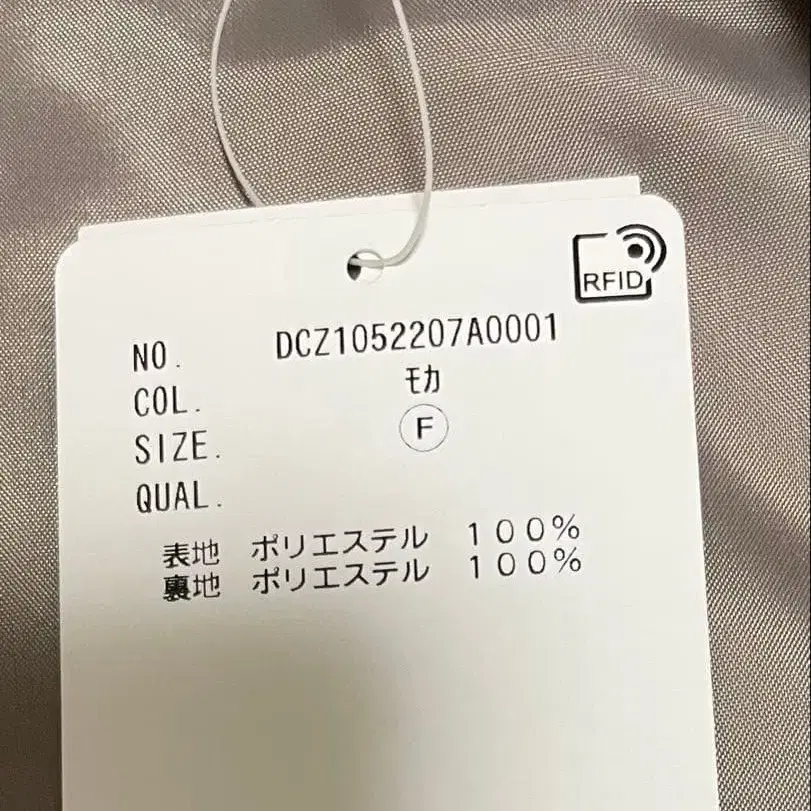 RFID
NO. DCZ1052207A0001
COL. ﾓｶ
SIZE. F
QUAL.
表地 ポリエステル 100%
裏地 ポリエステル 100%